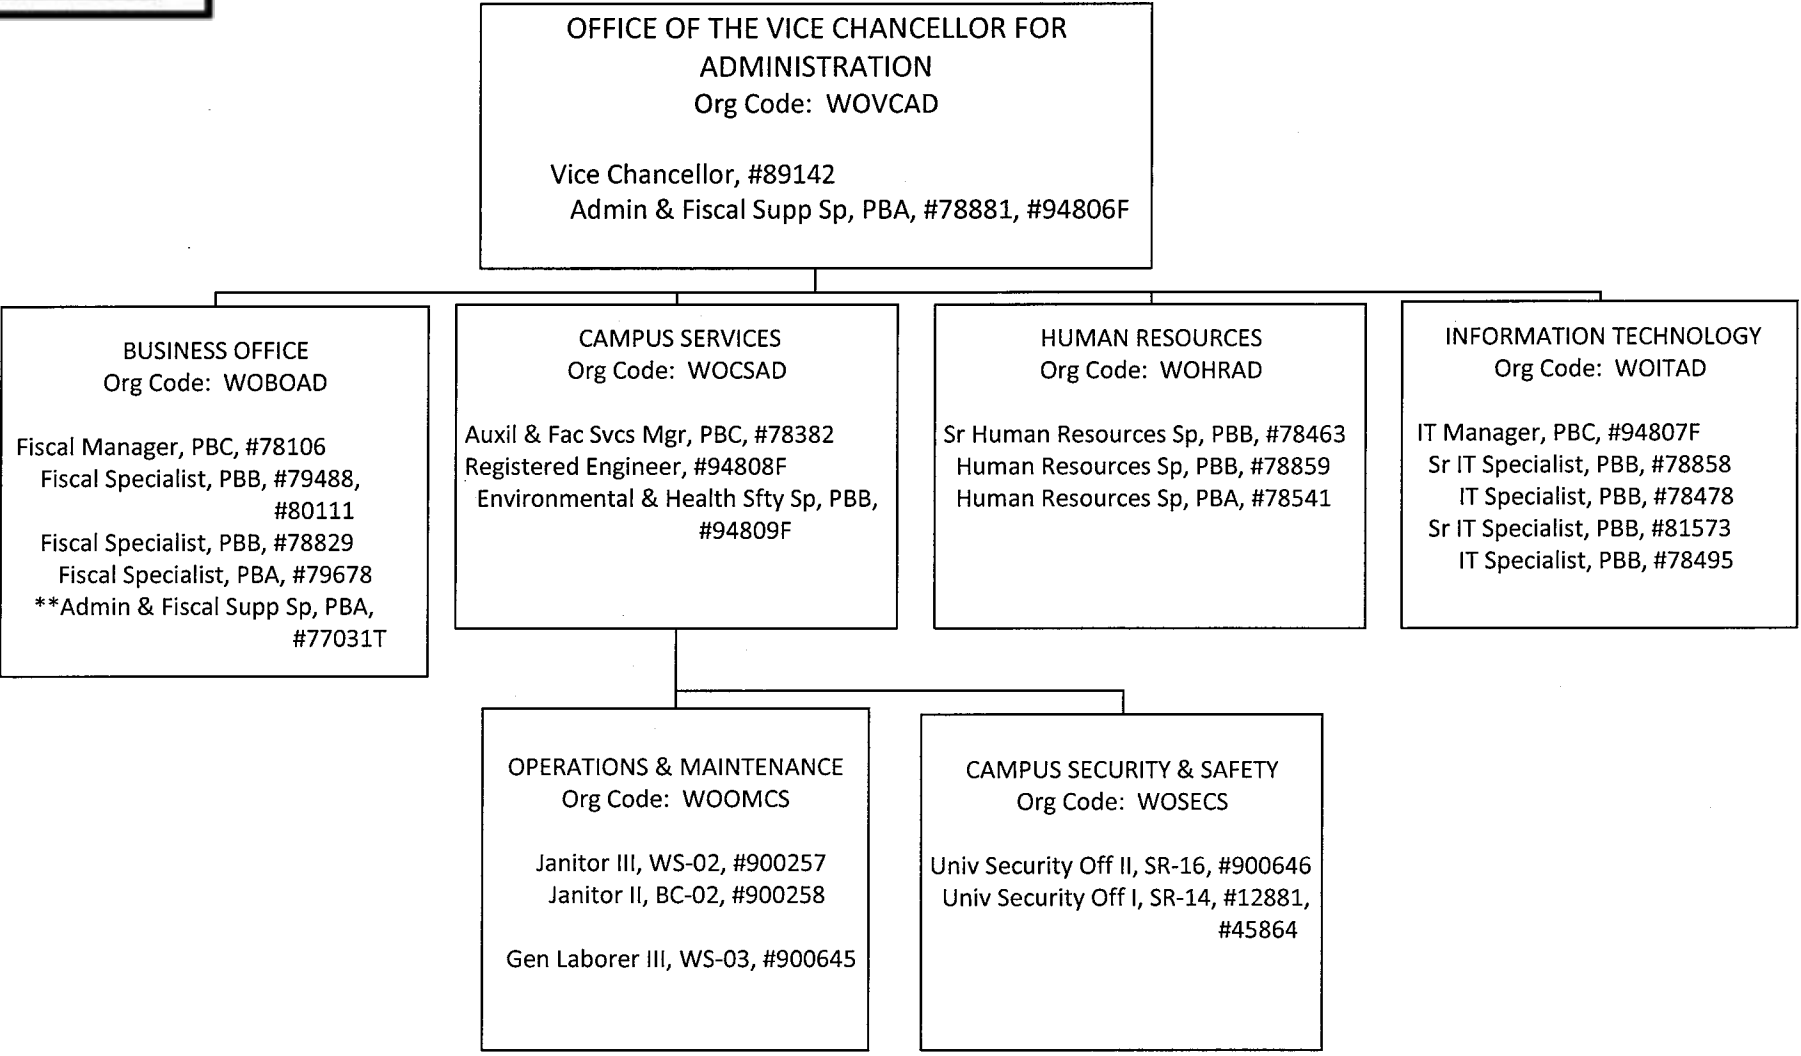 OFFICE OF THE VICE CHANCELLOR FOR
ADMINISTRATION
Org Code: WOVCAD
Vice Chancellor, #89142
Admin & Fiscal Supp Sp, PBA, #78881, #94806F
BUSINESS OFFICE
Org Code: WOBOAD
Fiscal Manager, PBC, #78106
Fiscal Specialist, PBB, #79488,
#80111
Fiscal Specialist, PBB, #78829
Fiscal Specialist, PBA, #79678
**Admin & Fiscal Supp Sp, PBA,
#77031T
CAMPUS SERVICES
Org Code: WOCSAD
Auxil & Fac Svcs Mgr, PBC, #78382
Registered Engineer, #94808F
Environmental & Health Sfty Sp, PBB,
#94809F
HUMAN RESOURCES
Org Code: WOHRAD
Sr Human Resources Sp, PBB, #78463
Human Resources Sp, PBB, #78859
Human Resources Sp, PBA, #78541
INFORMATION TECHNOLOGY
Org Code: WOITAD
IT Manager, PBC, #94807F
Sr IT Specialist, PBB, #78858
IT Specialist, PBB, #78478
Sr IT Specialist, PBB, #81573
IT Specialist, PBB, #78495
OPERATIONS & MAINTENANCE
Org Code: WOOMCS
Janitor III, WS-02, #900257
Janitor II, BC-02, #900258
Gen Laborer III, WS-03, #900645
CAMPUS SECURITY & SAFETY
Org Code: WOSECS
Univ Security Off II, SR-16, #900646
Univ Security Off I, SR-14, #12881,
#45864